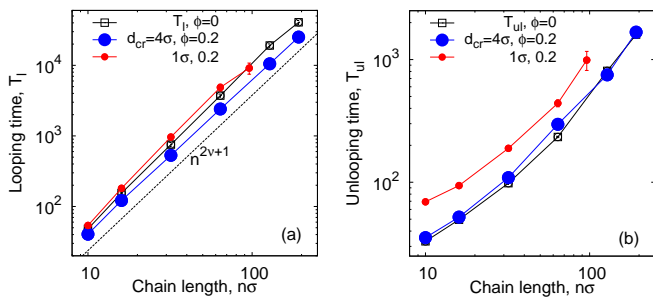 T_l, ϕ=0
d_cr=4σ, ϕ=0.2
1σ, 0.2
10^4
10^3
10^2
Looping time, T_l
n^{2ν+1}
(a)
10
100
Chain length, nσ
T_ul, ϕ=0
d_cr=4σ, ϕ=0.2
1σ, 0.2
10^3
10^2
Unlooping time, T_ul
(b)
10
100
Chain length, nσ